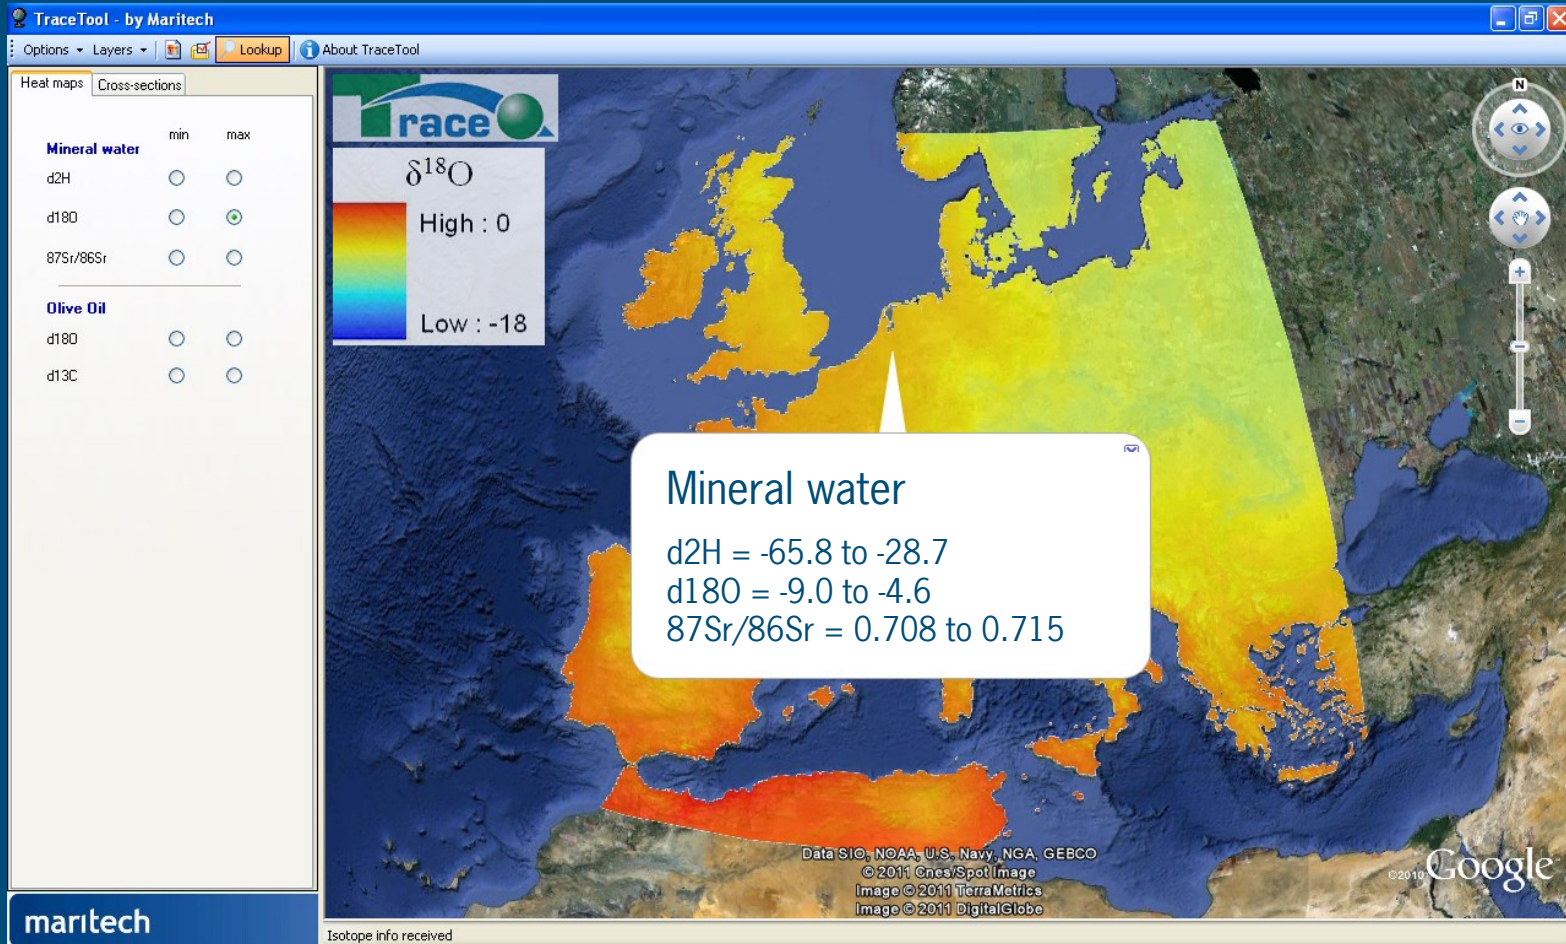 TraceTool - by Maritech
Options Layers Lookup About TraceTool
Heat maps Cross-sections
min max
Mineral water
d2H
d18O
87Sr/86Sr
Olive Oil
d18O
d13C
Trace
δ18O
High : 0
Low : -18
N
Mineral water
d2H = -65.8 to -28.7
d18O = -9.0 to -4.6
87Sr/86Sr = 0.708 to 0.715
Data SIO, NOAA, U.S. Navy, NGA, GEBCO
© 2011 Cnes/Spot Image
Image © 2011 TerraMetrics
Image © 2011 DigitalGlobe
©2010 Google
maritech
Isotope info received